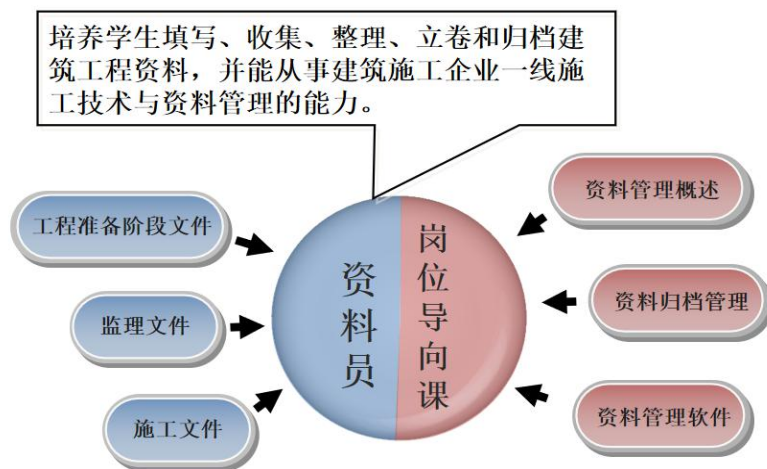 培养学生填写、收集、整理、立卷和归档建
筑工程资料，并能从事建筑施工企业一线施
工技术与资料管理的能力。
工程准备阶段文件
监理文件
施工文件
资料员
岗位导向课
资料管理概述
资料归档管理
资料管理软件